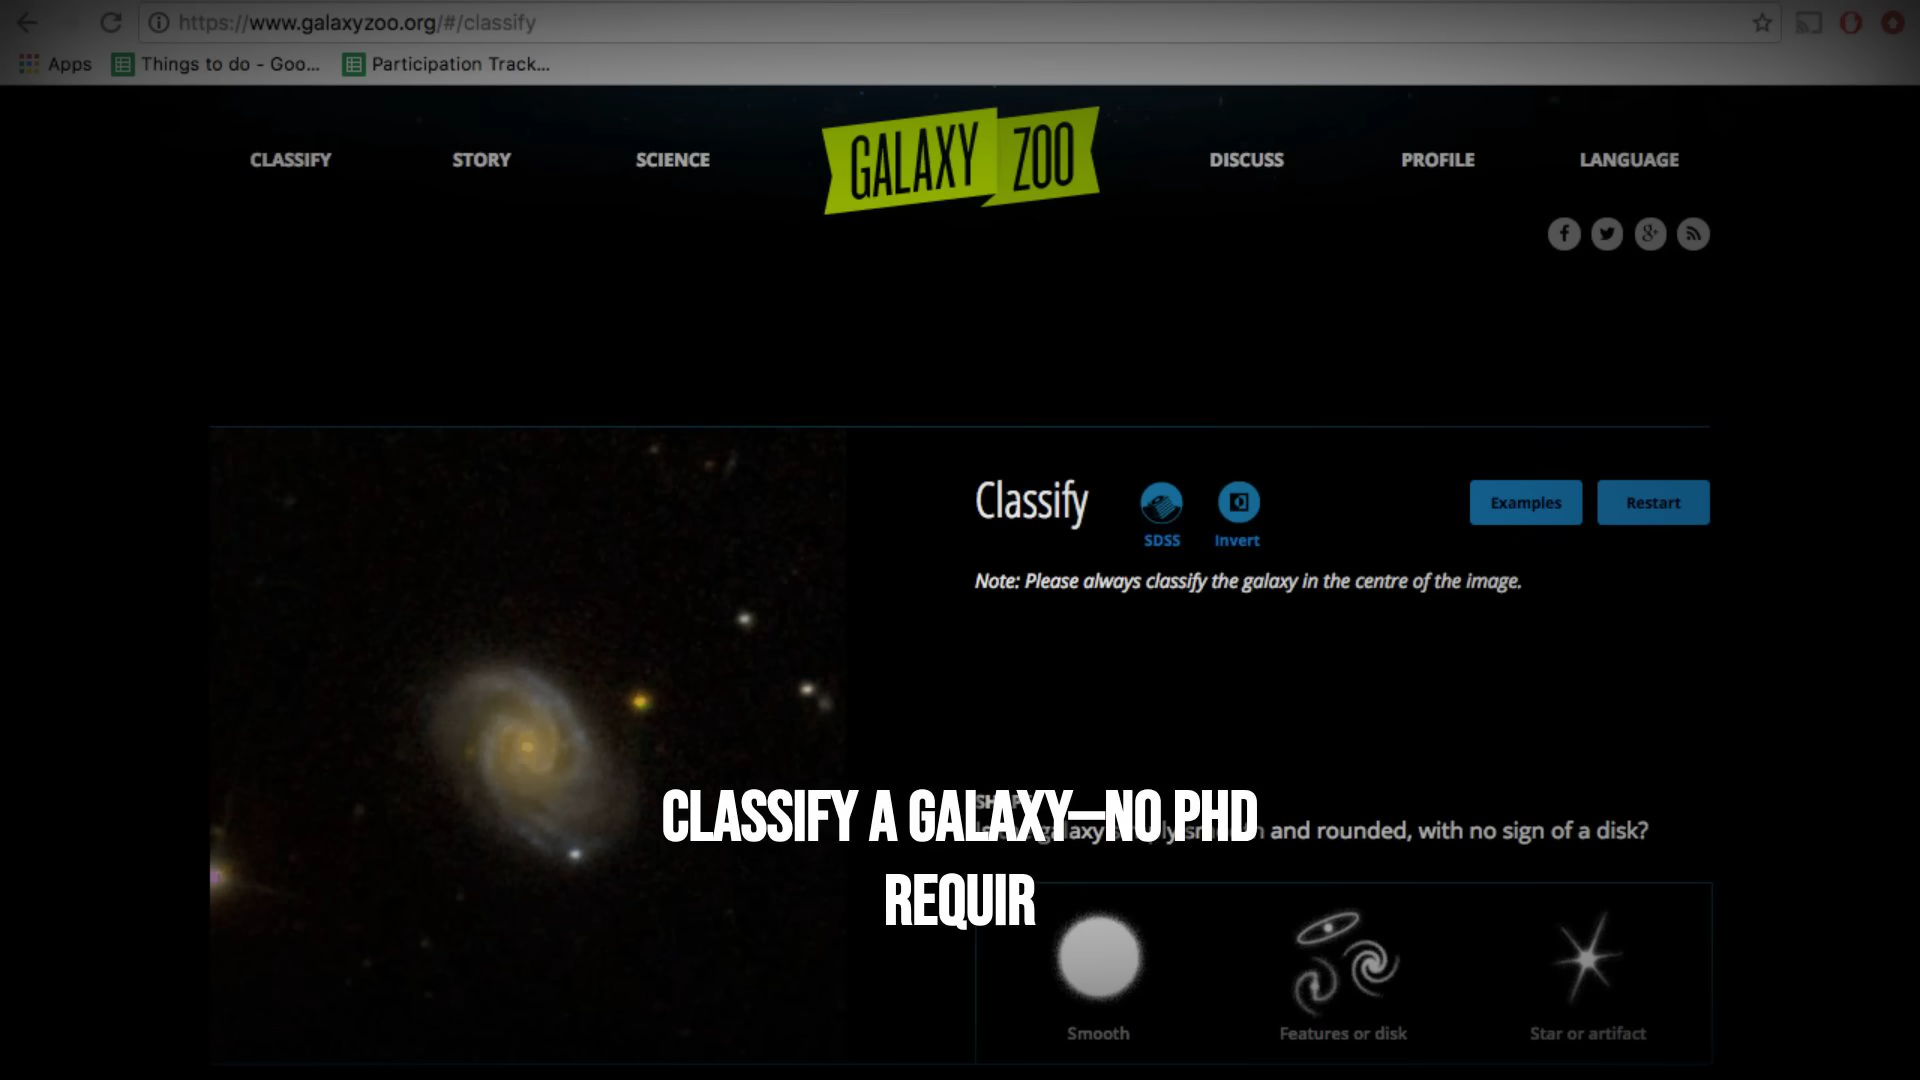 https://www.galaxyzoo.org/#/classify
Apps Things to do - Goo... Participation Track...
CLASSIFY STORY SCIENCE GALAXY ZOO DISCUSS PROFILE LANGUAGE
Classify
SDSS Invert
Examples Restart
Note: Please always classify the galaxy in the centre of the image.
CLASSIFY A GALAXY—NO PHD
REQUIR
galaxy and rounded, with no sign of a disk?
Smooth Features or disk Star or artifact